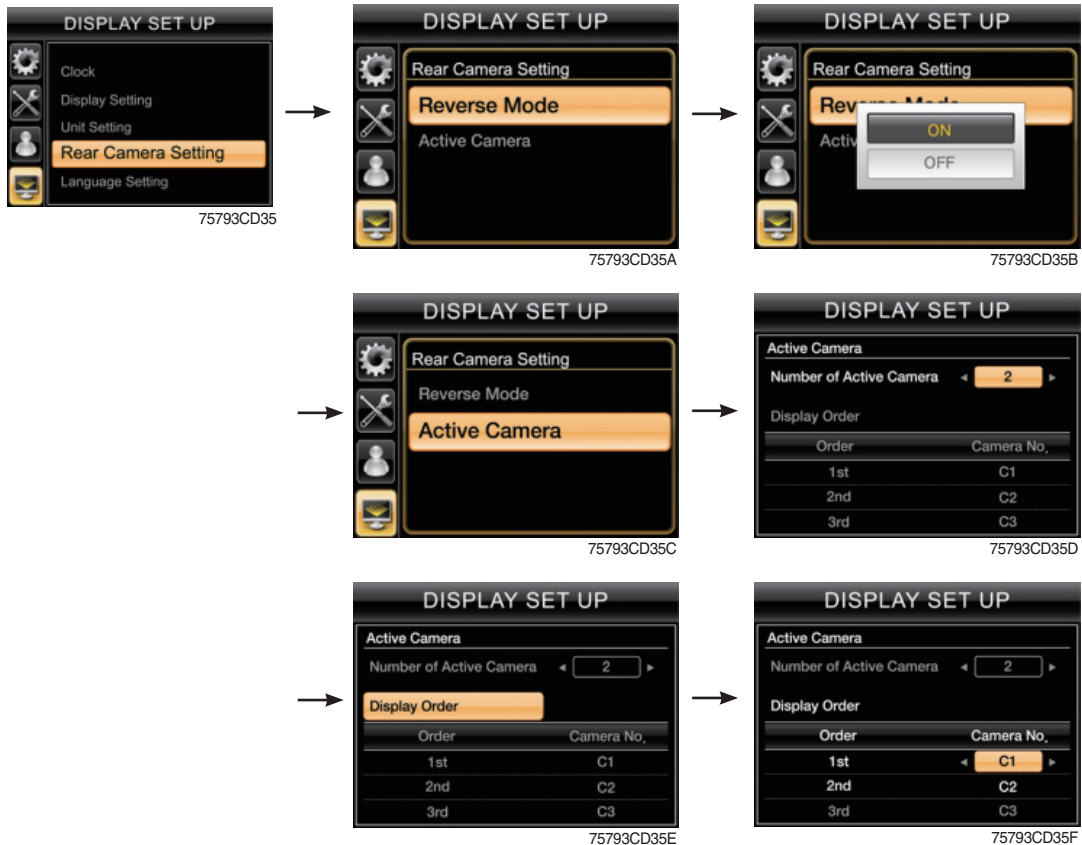 DISPLAY SET UP
Clock
Display Setting
Unit Setting
Rear Camera Setting
Language Setting
75793CD35
DISPLAY SET UP
Rear Camera Setting
Reverse Mode
Active Camera
75793CD35A
DISPLAY SET UP
Rear Camera Setting
ON
OFF
75793CD35B
DISPLAY SET UP
Rear Camera Setting
Reverse Mode
Active Camera
75793CD35C
DISPLAY SET UP
Active Camera
Number of Active Camera 2
Display Order
Order Camera No.
1st C1
2nd C2
3rd C3
75793CD35D
DISPLAY SET UP
Active Camera
Number of Active Camera 2
Display Order
Order Camera No.
1st C1
2nd C2
3rd C3
75793CD35E
DISPLAY SET UP
Active Camera
Number of Active Camera 2
Display Order
Order Camera No.
1st C1
2nd C2
3rd C3
75793CD35F